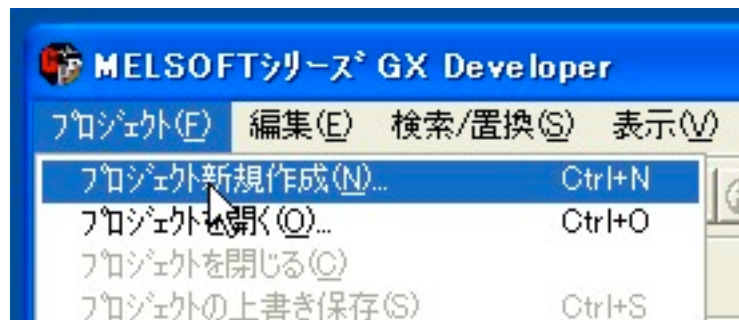 MELSOFTシリーズ GX Developer
プロジェクト(F) 編集(E) 検索/置換(S) 表示(V)
プロジェクト新規作成(N)... Ctrl+N
プロジェクトを開く(O)... Ctrl+O
プロジェクトを閉じる(C)
プロジェクトの上書き保存(S) Ctrl+S